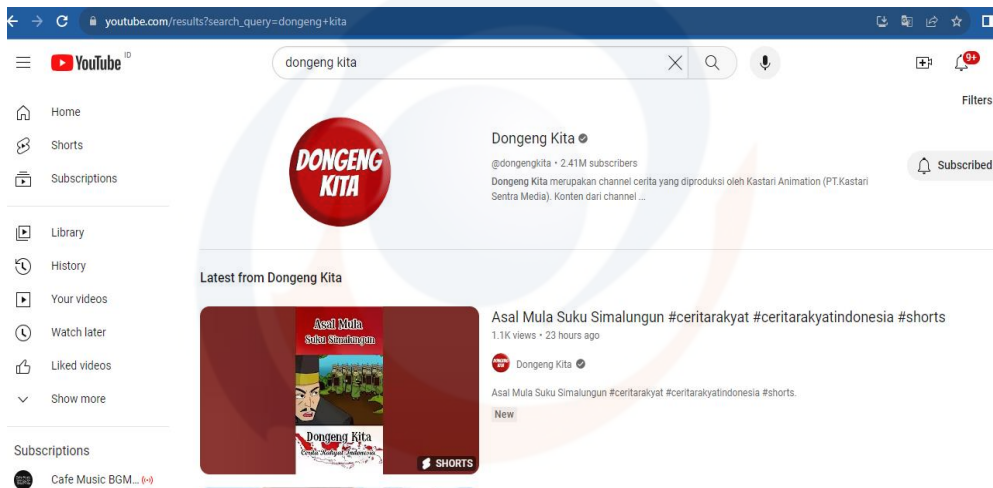 youtube.com/results?search_query=dongeng+kita
YouTube ID
dongeng kita
9+
Home
Shorts
Subscriptions
Library
History
Your videos
Watch later
Liked videos
Show more
Subscriptions
Cafe Music BGM...
Filters
DONGENG
KITA
Dongeng Kita
@dongengkita • 2.41M subscribers
Dongeng Kita merupakan channel cerita yang diproduksi oleh Kastari Animation (PT.Kastari
Sentra Media). Konten dari channel ...
Subscribed
Latest from Dongeng Kita
Asal Mula
Suku Simalungun
Dongeng Kita
Cerita Rakyat Indonesia
SHORTS
Asal Mula Suku Simalungun #ceritarakyat #ceritarakyatindonesia #shorts
1.1K views • 23 hours ago
Dongeng Kita
Asal Mula Suku Simalungun #ceritarakyat #ceritarakyatindonesia #shorts.
New